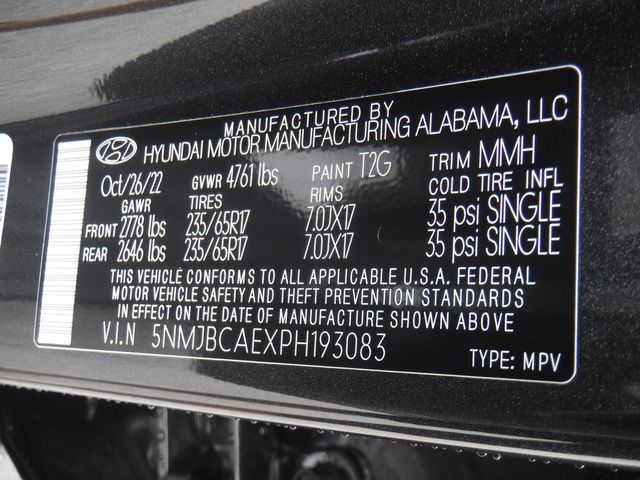 MANUFACTURED BY
HYUNDAI MOTOR MANUFACTURING ALABAMA, LLC
Oct/26/22 GVWR 4761 lbs PAINT T2G TRIM MMH
GAWR TIRES RIMS COLD TIRE INFL
FRONT 2778 lbs 235/65R17 7.0JX17 35 psi SINGLE
REAR 2646 lbs 235/65R17 7.0JX17 35 psi SINGLE
THIS VEHICLE CONFORMS TO ALL APPLICABLE U.S.A. FEDERAL
MOTOR VEHICLE SAFETY AND THEFT PREVENTION STANDARDS
IN EFFECT ON THE DATE OF MANUFACTURE SHOWN ABOVE
V.I.N 5NMJBCAEXPH193083
TYPE: MPV